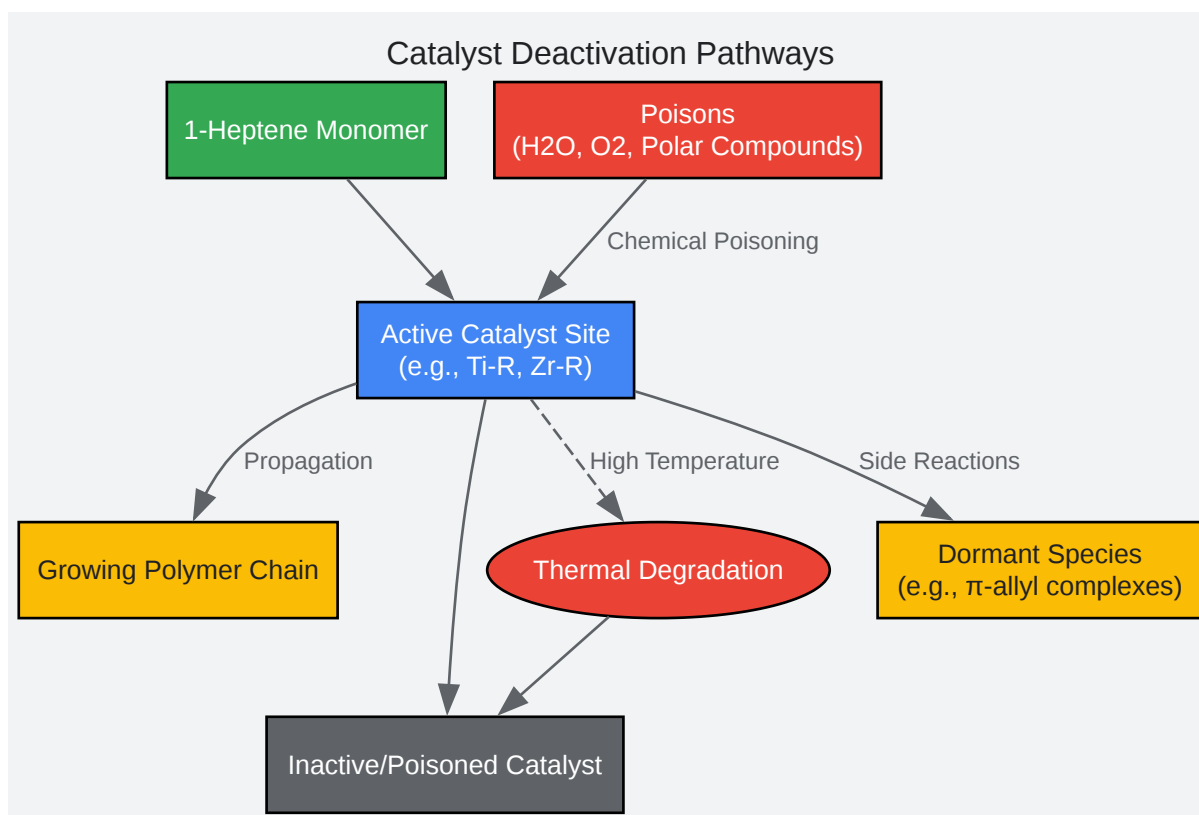 Catalyst Deactivation Pathways
1-Heptene Monomer
Poisons
(H2O, O2, Polar Compounds)
Chemical Poisoning
Active Catalyst Site
(e.g., Ti-R, Zr-R)
Propagation
High Temperature
Side Reactions
Growing Polymer Chain
Thermal Degradation
Dormant Species
(e.g., π-allyl complexes)
Inactive/Poisoned Catalyst